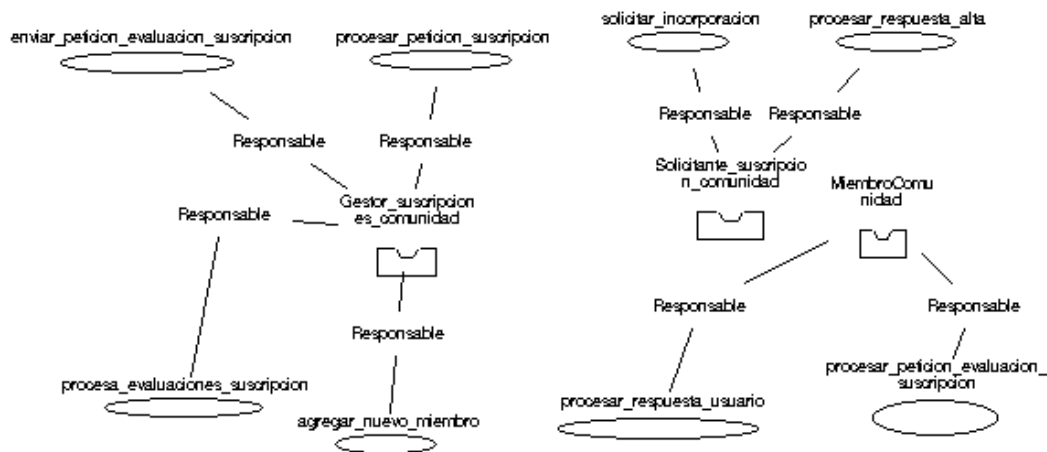 solicitar_incorporacion
procesar_respuesta_alta
enviar_peticion_evaluacion_suscripcion
procesar_peticion_suscripcion
Responsable
Responsable
Responsable
Responsable
Solicitante_suscripcio
n_comunidad
MiembroComu
nidad
Gestor_suscripcion
es_comunidad
Responsable
Responsable
Responsable
Responsable
procesa_evaluaciones_suscripcion
agregar_nuevo_miembro
procesar_respuesta_usuario
procesar_peticion_evaluacion_
suscripcion